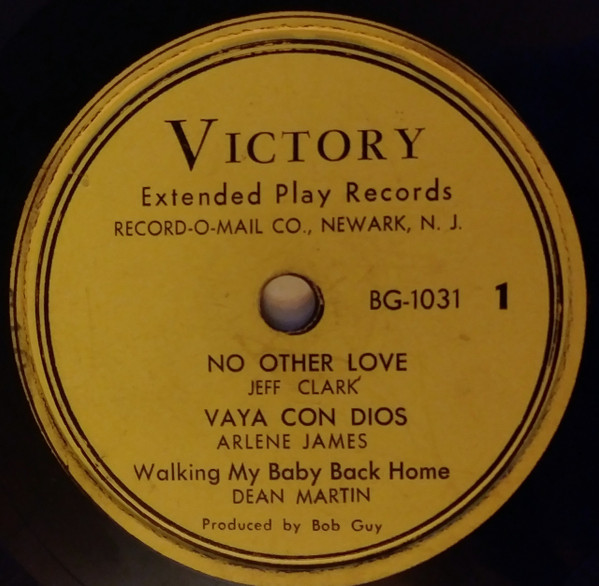 VICTORY
Extended Play Records
RECORD-O-MAIL CO., NEWARK, N. J.
BG-1031 1
NO OTHER LOVE
JEFF CLARK
VAYA CON DIOS
ARLENE JAMES
Walking My Baby Back Home
DEAN MARTIN
Produced by Bob Guy